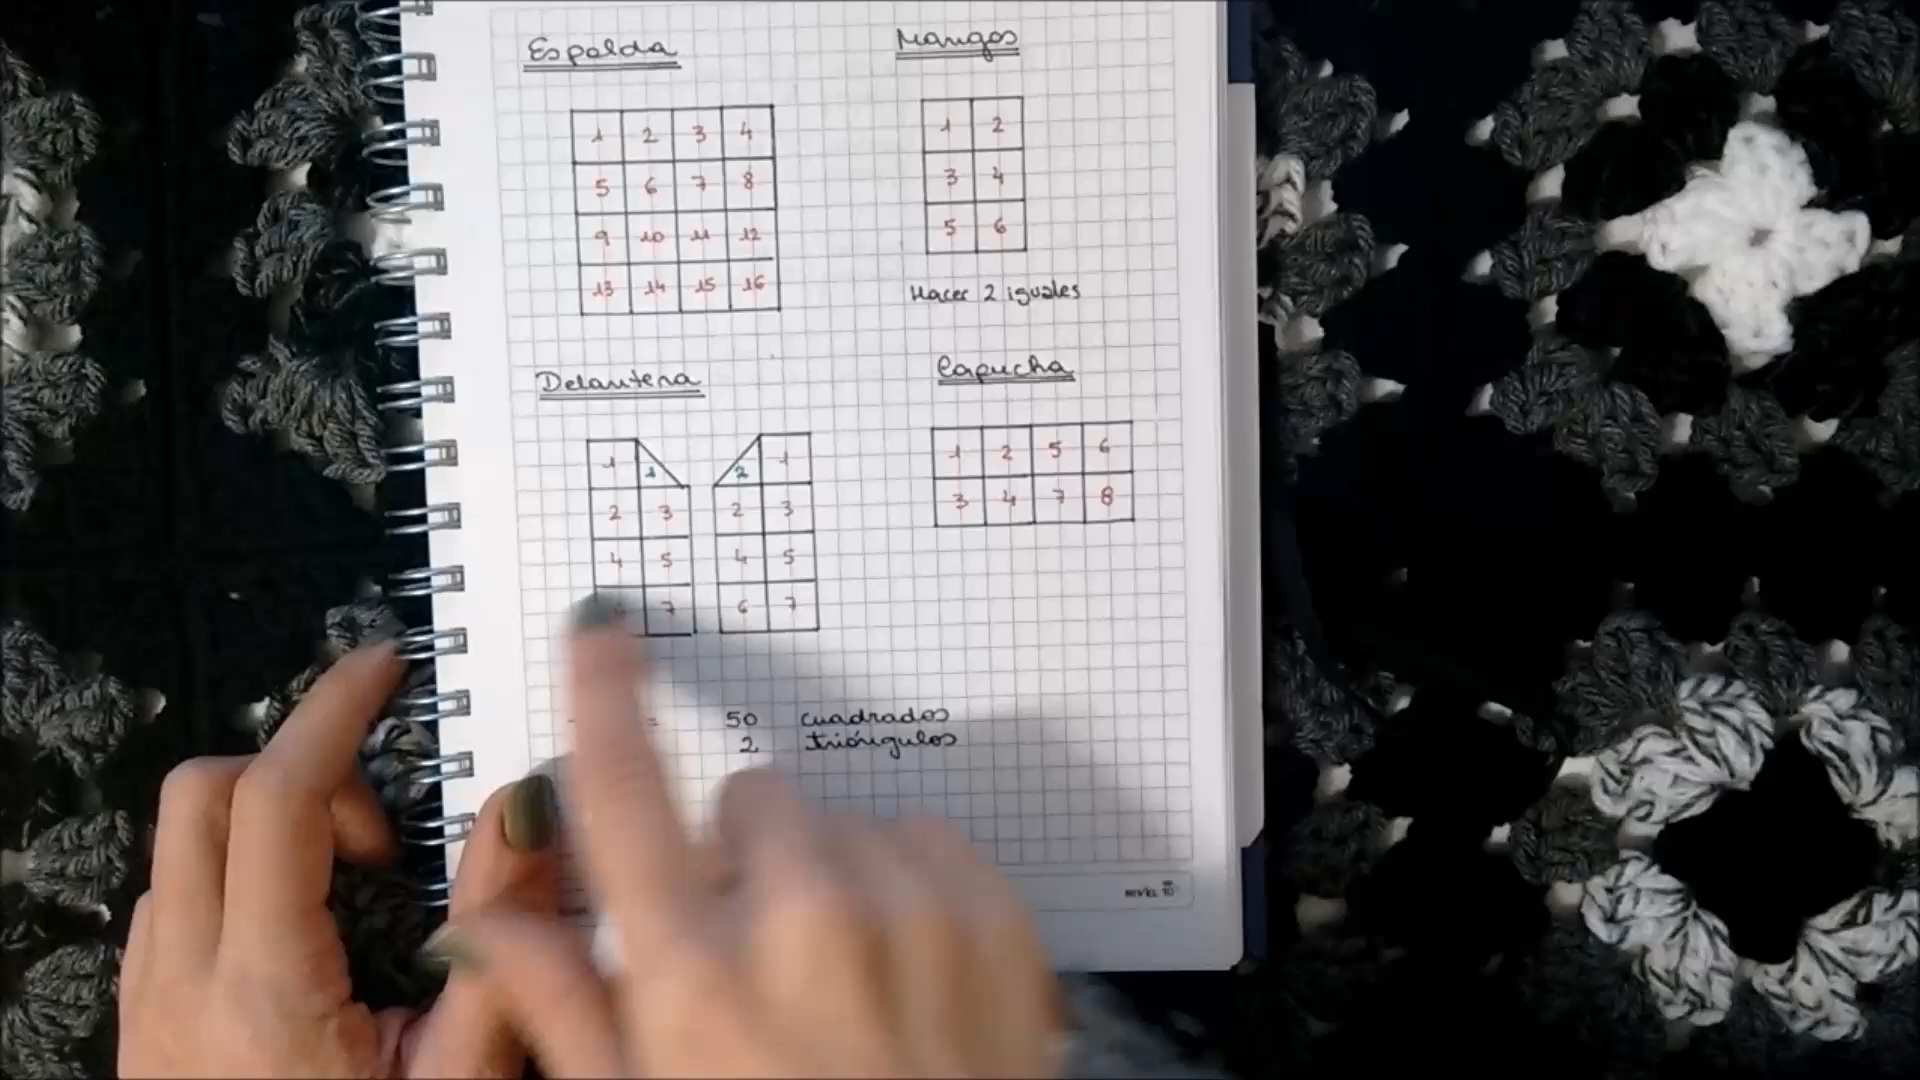 Espalda
1 2 3 4
5 6 7 8
9 10 11 12
13 14 15 16
Mangas
1 2
3 4
5 6
Hacer 2 iguales
Delantera
1 1
2 3
4 5
7
2 1
2 3
4 5
6 7
Capucha
1 2 5 6
3 4 7 8
= 50 cuadrados
2 triángulos